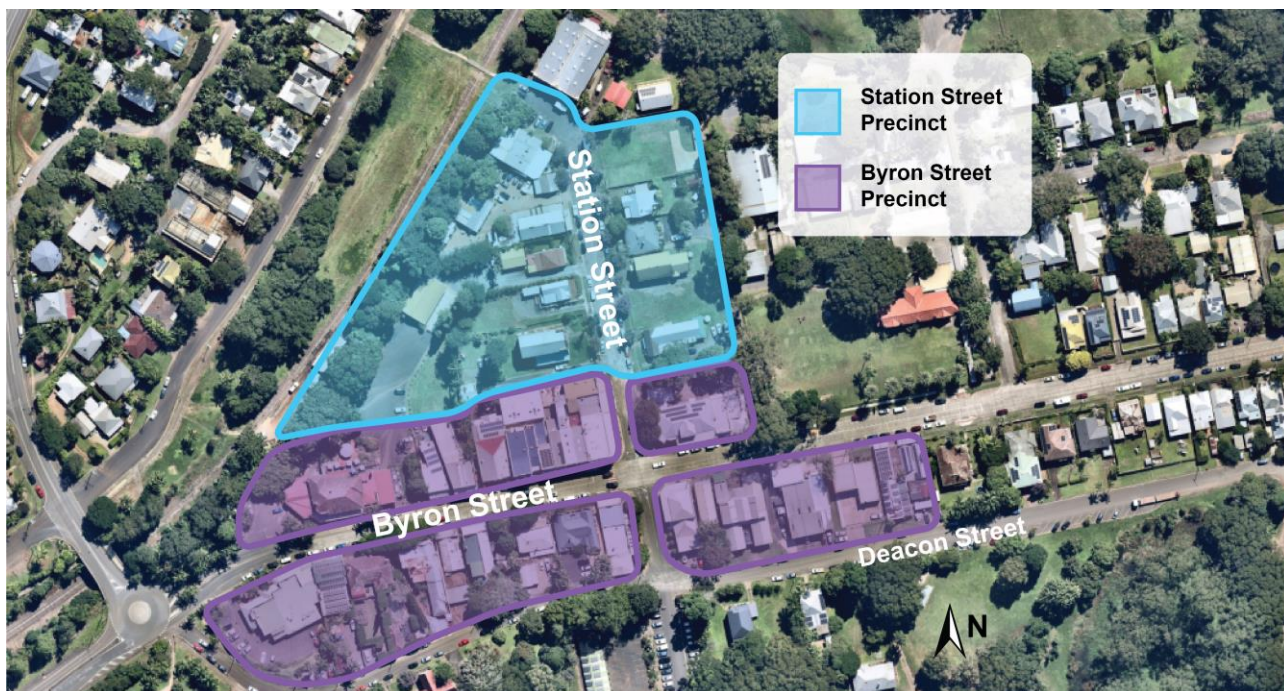 Station Street
Precinct
Byron Street
Precinct
Station Street
Byron Street
Deacon Street
N